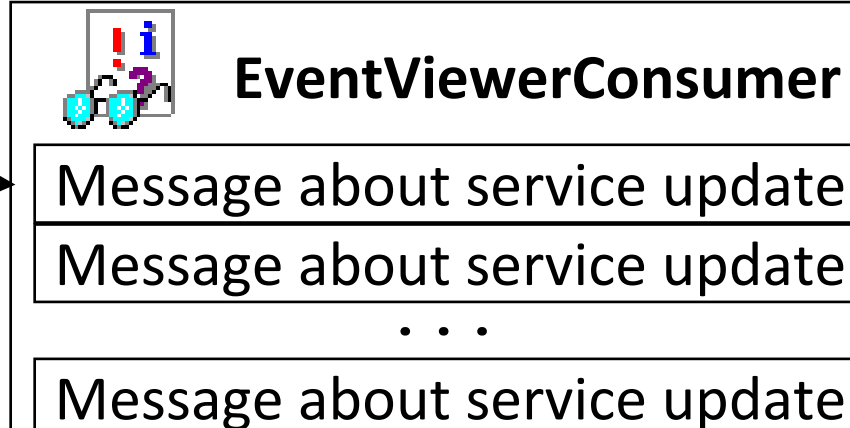 EventViewerConsumer
Message about service update
Message about service update
. . .
Message about service update